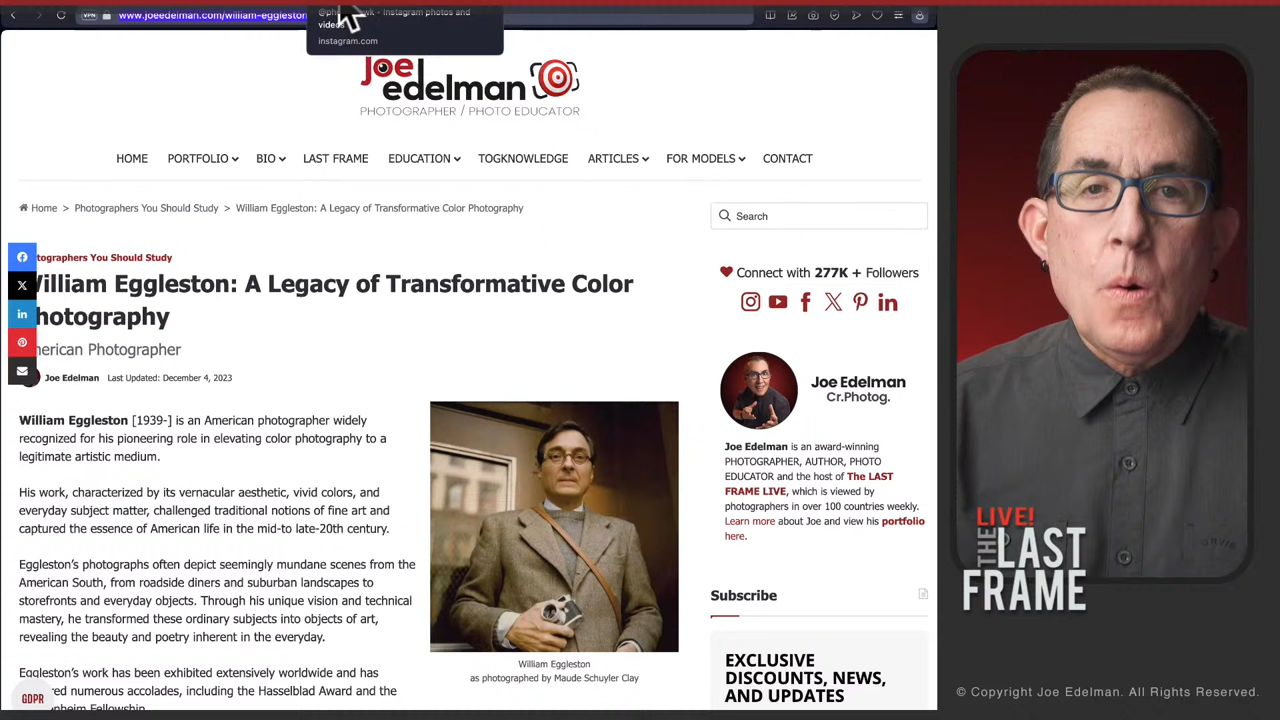 VPN www.joeedelman.com/william-eggleston
Instagram photos and
videos
instagram.com
Joe
edelman
PHOTOGRAPHER / PHOTO EDUCATOR
HOME PORTFOLIO BIO LAST FRAME EDUCATION TOGKNOWLEDGE ARTICLES FOR MODELS CONTACT
Home > Photographers You Should Study > William Eggleston: A Legacy of Transformative Color Photography
Search
tographers You Should Study
William Eggleston: A Legacy of Transformative Color
hotography
nerican Photographer
Joe Edelman Last Updated: December 4, 2023
Connect with 277K + Followers
Joe Edelman
Cr.Photog.
William Eggleston [1939-] is an American photographer widely
recognized for his pioneering role in elevating color photography to a
legitimate artistic medium.
His work, characterized by its vernacular aesthetic, vivid colors, and
everyday subject matter, challenged traditional notions of fine art and
captured the essence of American life in the mid-to late-20th century.
Eggleston's photographs often depict seemingly mundane scenes from the
American South, from roadside diners and suburban landscapes to
storefronts and everyday objects. Through his unique vision and technical
mastery, he transformed these ordinary subjects into objects of art,
revealing the beauty and poetry inherent in the everyday.
Eggleston's work has been exhibited extensively worldwide and has
red numerous accolades, including the Hasselblad Award and the
enheim Fellowship.
GDPR
William Eggleston
as photographed by Maude Schuyler Clay
Joe Edelman is an award-winning
PHOTOGRAPHER, AUTHOR, PHOTO
EDUCATOR and the host of The LAST
FRAME LIVE, which is viewed by
photographers in over 100 countries weekly.
Learn more about Joe and view his portfolio
here.
Subscribe
EXCLUSIVE
DISCOUNTS, NEWS,
AND UPDATES
LIVE!
THE LAST
FRAME
© Copyright Joe Edelman. All Rights Reserved.